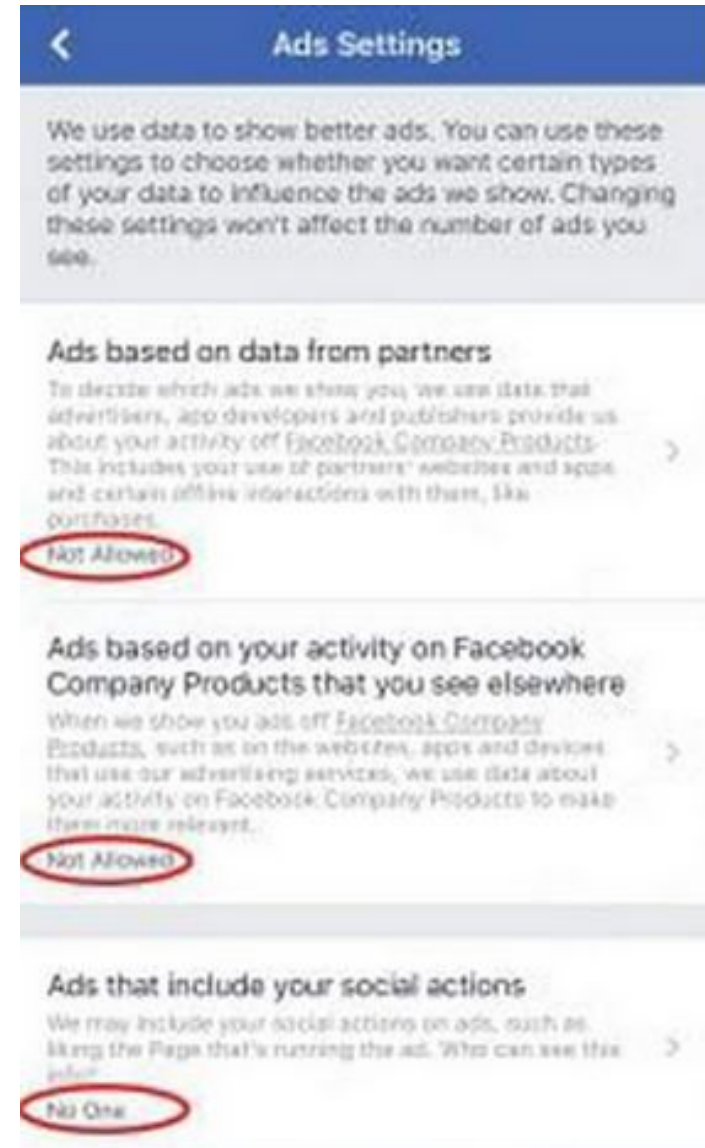 Ads Settings
We use data to show better ads. You can use these
settings to choose whether you want certain types
of your data to influence the ads we show. Changing
these settings won't affect the number of ads you
see.
Ads based on data from partners
To decide which ads we show you, we use data that
advertisers, app developers and publishers provide us
about your activity off Facebook Company Products.
This includes your use of partners' websites and apps
and certain offline interactions with them, like
purchases.
Not Allowed
Ads based on your activity on Facebook
Company Products that you see elsewhere
When we show you ads off Facebook Company
Products, such as on the websites, apps and devices
that use our advertising services, we use data about
your activity on Facebook Company Products to make
them more relevant.
Not Allowed
Ads that include your social actions
We may include your social actions on ads, such as
liking the Page that's running the ad. Who can see this
info?
No One